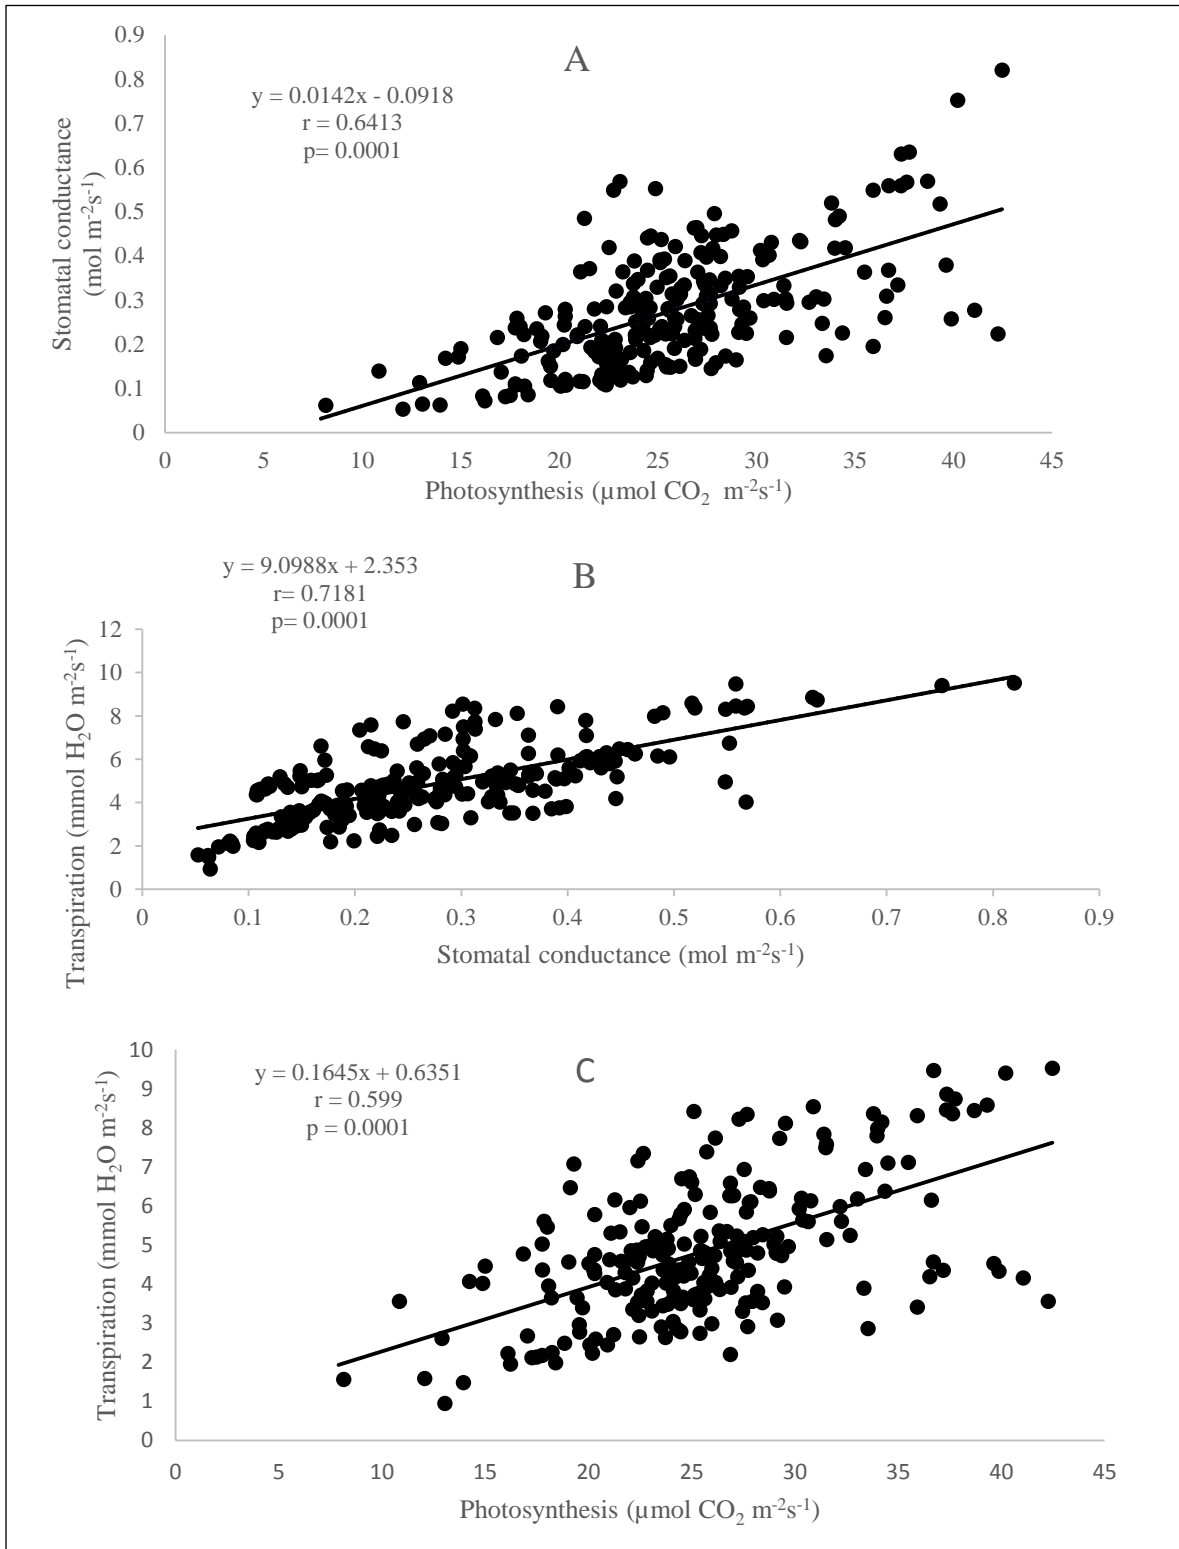 A
y = 0.0142x - 0.0918
r = 0.6413
p= 0.0001
Stomatal conductance
(mol m-2s-1)
0.9
0.8
0.7
0.6
0.5
0.4
0.3
0.2
0.1
0
0 5 10 15 20 25 30 35 40 45
Photosynthesis (µmol CO2 m-2s-1)
B
y = 9.0988x + 2.353
r= 0.7181
p= 0.0001
Transpiration (mmol H2O m-2s-1)
12
10
8
6
4
2
0
0 0.1 0.2 0.3 0.4 0.5 0.6 0.7 0.8 0.9
Stomatal conductance (mol m-2s-1)
C
y = 0.1645x + 0.6351
r = 0.599
p = 0.0001
Transpiration (mmol H2O m-2s-1)
10
9
8
7
6
5
4
3
2
1
0
0 5 10 15 20 25 30 35 40 45
Photosynthesis (µmol CO2 m-2s-1)